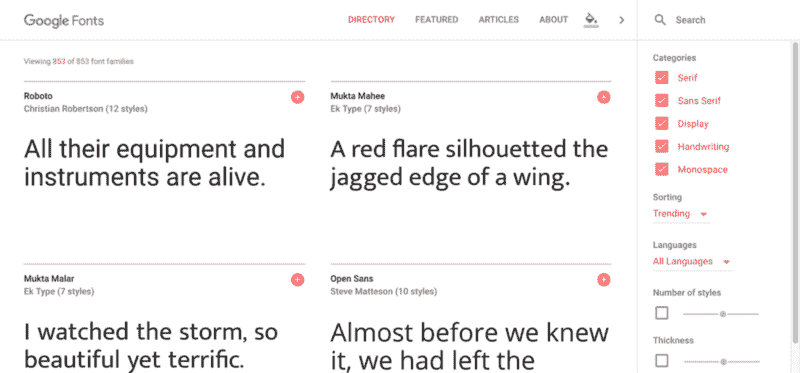 Google Fonts
DIRECTORY FEATURED ARTICLES ABOUT
Search
Viewing 853 of 853 font families
Roboto
Christian Robertson (12 styles)
All their equipment and
instruments are alive.
Mukta Mahee
Ek Type (7 styles)
A red flare silhouetted the
jagged edge of a wing.
Mukta Malar
Ek Type (7 styles)
I watched the storm, so
beautiful yet terrific.
Open Sans
Steve Matteson (10 styles)
Almost before we knew
it, we had left the
Categories
Serif
Sans Serif
Display
Handwriting
Monospace
Sorting
Trending
Languages
All Languages
Number of styles
Thickness